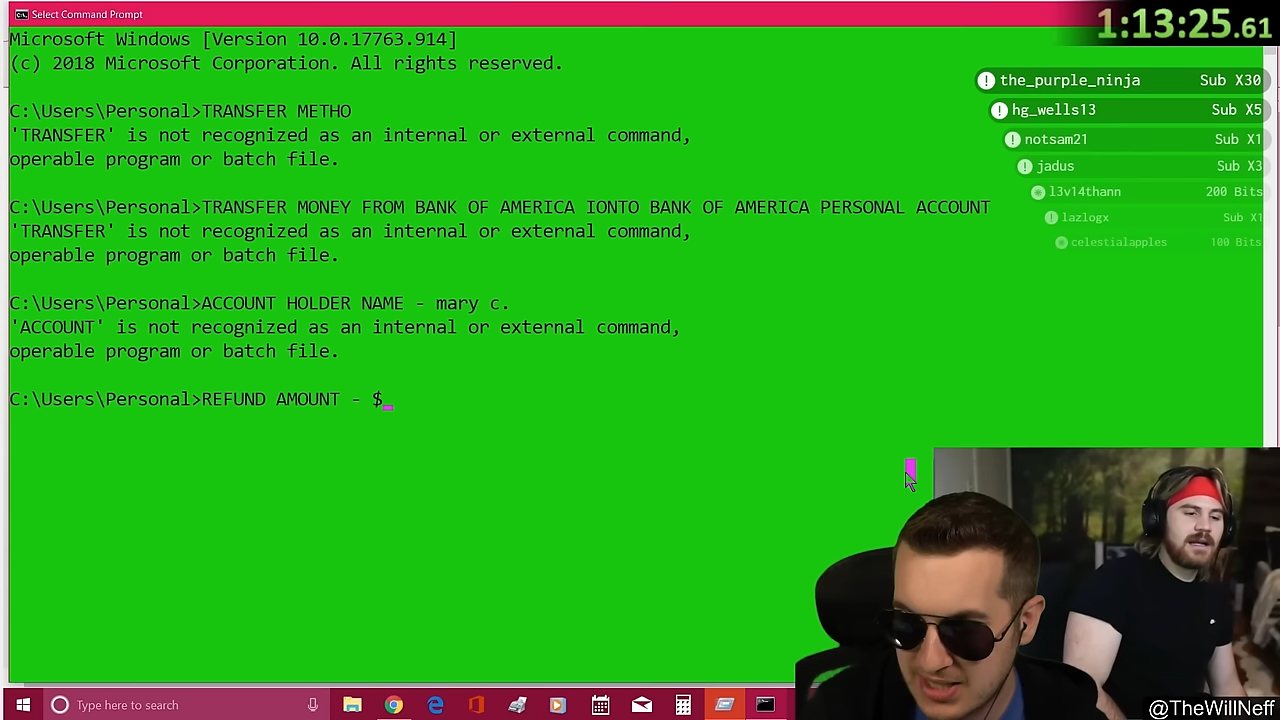 Select Command Prompt
1:13:25.61
Microsoft Windows [Version 10.0.17763.914]
(c) 2018 Microsoft Corporation. All rights reserved.
the_purple_ninja Sub X30
hg_wells13 Sub X5
C:\Users\Personal>TRANSFER METHO
'TRANSFER' is not recognized as an internal or external command,
notsam21 Sub X1
operable program or batch file.
jadus Sub X3
l3v14thann 200 Bits
C:\Users\Personal>TRANSFER MONEY FROM BANK OF AMERICA IONTO BANK OF AMERICA PERSONAL ACCOUNT
lazlogx Sub X1
'TRANSFER' is not recognized as an internal or external command,
celestialapples 100 Bits
operable program or batch file.
C:\Users\Personal>ACCOUNT HOLDER NAME - mary c.
'ACCOUNT' is not recognized as an internal or external command,
operable program or batch file.
C:\Users\Personal>REFUND AMOUNT - $
Type here to search
@TheWillNeff